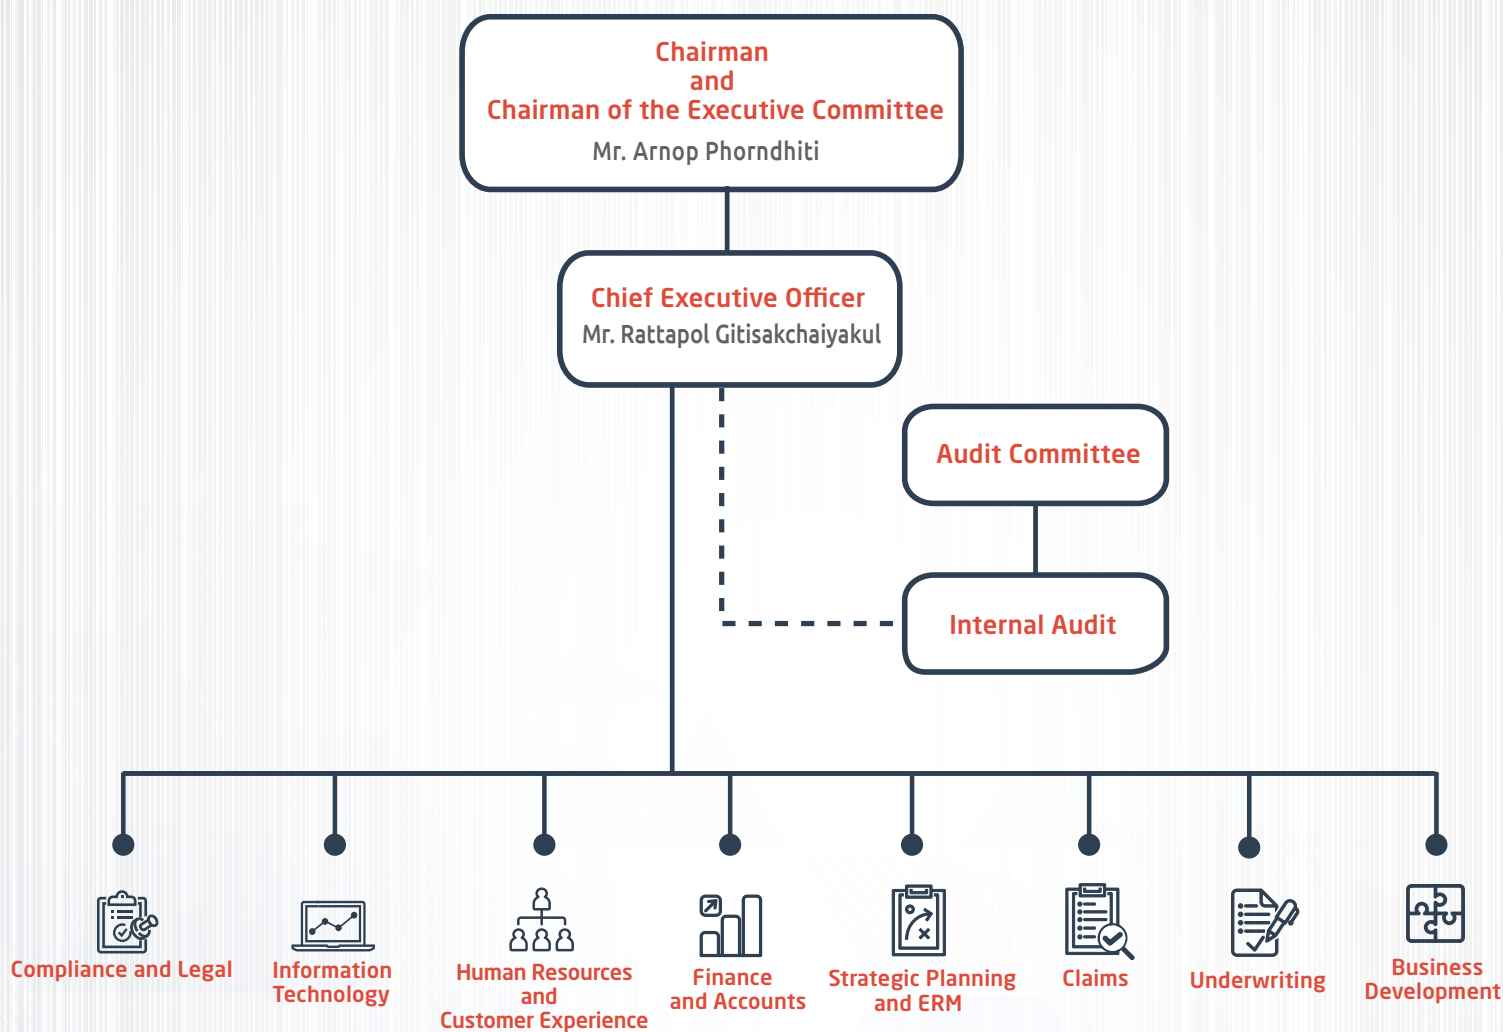 Chairman
and
Chairman of the Executive Committee
Mr. Arnop Phorndhiti
Chief Executive Officer
Mr. Rattapol Gitisakchaiyakul
Audit Committee
Internal Audit
Compliance and Legal
Information
Technology
Human Resources
and
Customer Experience
Finance
and Accounts
Strategic Planning
and ERM
Claims
Underwriting
Business
Development